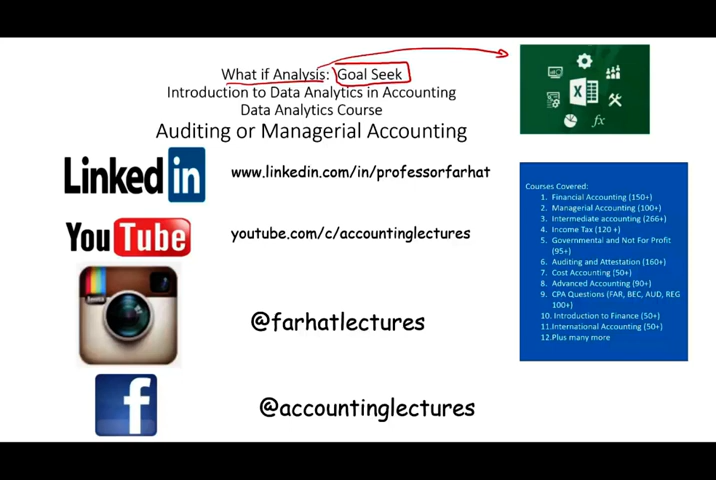 What if Analysis: Goal Seek
Introduction to Data Analytics in Accounting
Data Analytics Course
Auditing or Managerial Accounting
X
fx
Linked in
www.linkedin.com/in/professorfarhat
YouTube
youtube.com/c/accountinglectures
@farhatlectures
f
@accountinglectures
Courses Covered:
1. Financial Accounting (150+)
2. Managerial Accounting (100+)
3. Intermediate accounting (266+)
4. Income Tax (120 +)
5. Governmental and Not For Profit
(95+)
6. Auditing and Attestation (160+)
7. Cost Accounting (50+)
8. Advanced Accounting (90+)
9. CPA Questions (FAR, BEC, AUD, REG
100+)
10. Introduction to Finance (50+)
11.International Accounting (50+)
12.Plus many more